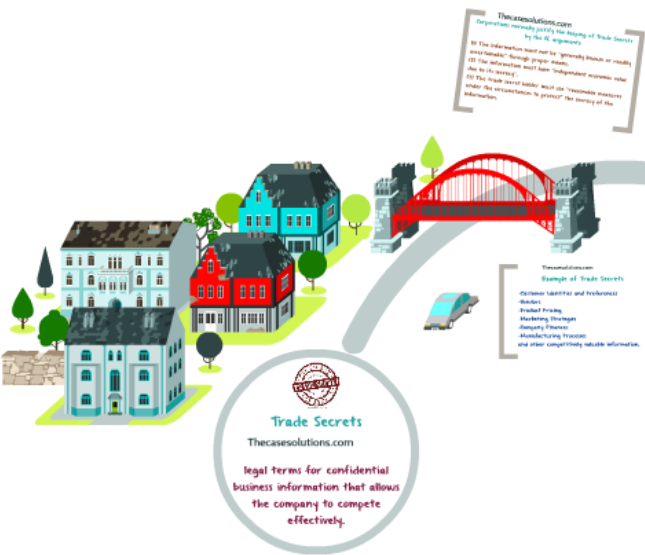 Thecasesolutions.com
Corporations normally justify the keeping of Trade Secrets
by the arguments
(1) The information must not be "generally known or readily
ascertainable" through proper means.
(2) The information must have "independent economic value
due to its secrecy".
(3) The trade secret holder must use "reasonable measures
under the circumstances to protect" the secrecy of the
information.
Thecasesolutions.com
Example of Trade Secrets
-Customer Identities and Preferences
-Vendors
-Product Pricing
-Marketing Strategies
-Company Finances
-Manufacturing Processes
and other competitively valuable information.
TRADE SECRET
Trade Secrets
Thecasesolutions.com
legal terms for confidential
business information that allows
the company to compete
effectively.